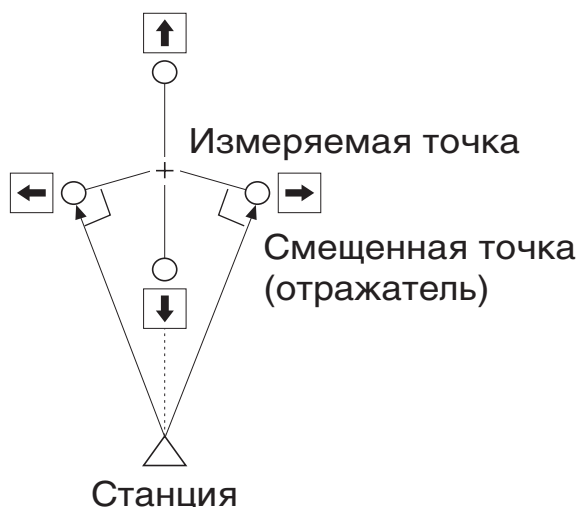 Измеряемая точка
Смещенная точка
(отражатель)
Станция